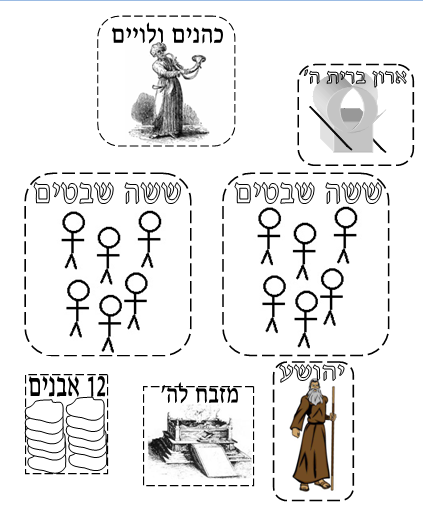 כהנים ולויים
ארון ברית ה'
ששה שבטים
ששה שבטים
יהושע
12 אבנים
מזבח לה'